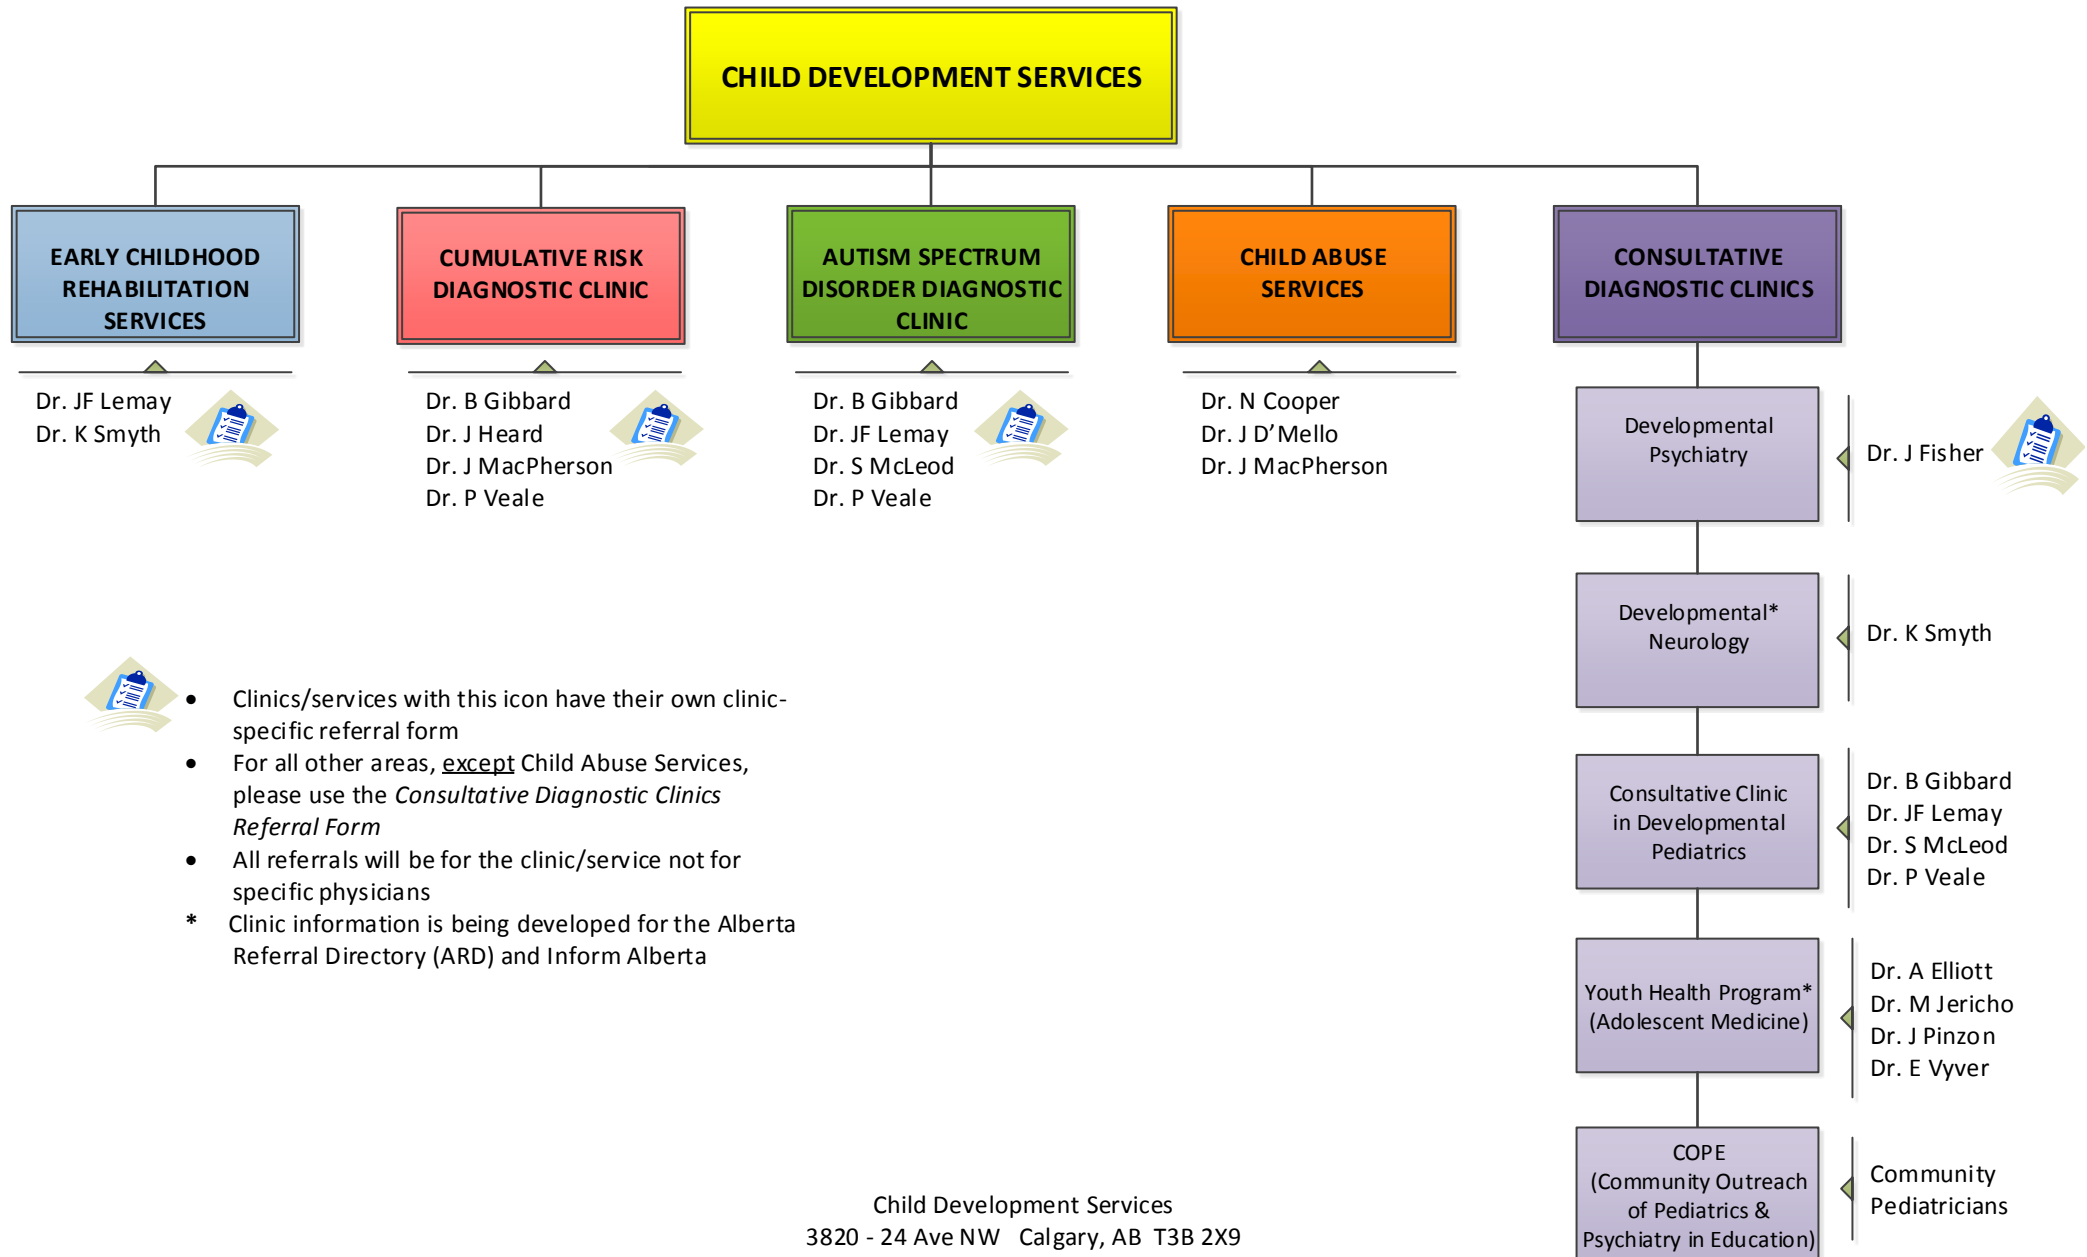 CHILD DEVELOPMENT SERVICES
EARLY CHILDHOOD
REHABILITATION
SERVICES
Dr. JF Lemay
Dr. K Smyth
CUMULATIVE RISK
DIAGNOSTIC CLINIC
Dr. B Gibbard
Dr. J Heard
Dr. J MacPherson
Dr. P Veale
AUTISM SPECTRUM
DISORDER DIAGNOSTIC
CLINIC
Dr. B Gibbard
Dr. JF Lemay
Dr. S McLeod
Dr. P Veale
CHILD ABUSE
SERVICES
Dr. N Cooper
Dr. J D’Mello
Dr. J MacPherson
CONSULTATIVE
DIAGNOSTIC CLINICS
Developmental
Psychiatry
Dr. J Fisher
Developmental*
Neurology
Dr. K Smyth
Consultative Clinic
in Developmental
Pediatrics
Dr. B Gibbard
Dr. JF Lemay
Dr. S McLeod
Dr. P Veale
Youth Health Program*
(Adolescent Medicine)
Dr. A Elliott
Dr. M Jericho
Dr. J Pinzon
Dr. E Vyver
COPE
(Community Outreach
of Pediatrics &
Psychiatry in Education)
Community
Pediatricians
• Clinics/services with this icon have their own clinic-
specific referral form
• For all other areas, except Child Abuse Services,
please use the Consultative Diagnostic Clinics
Referral Form
• All referrals will be for the clinic/service not for
specific physicians
* Clinic information is being developed for the Alberta
Referral Directory (ARD) and Inform Alberta
Child Development Services
3820 - 24 Ave NW Calgary, AB T3B 2X9